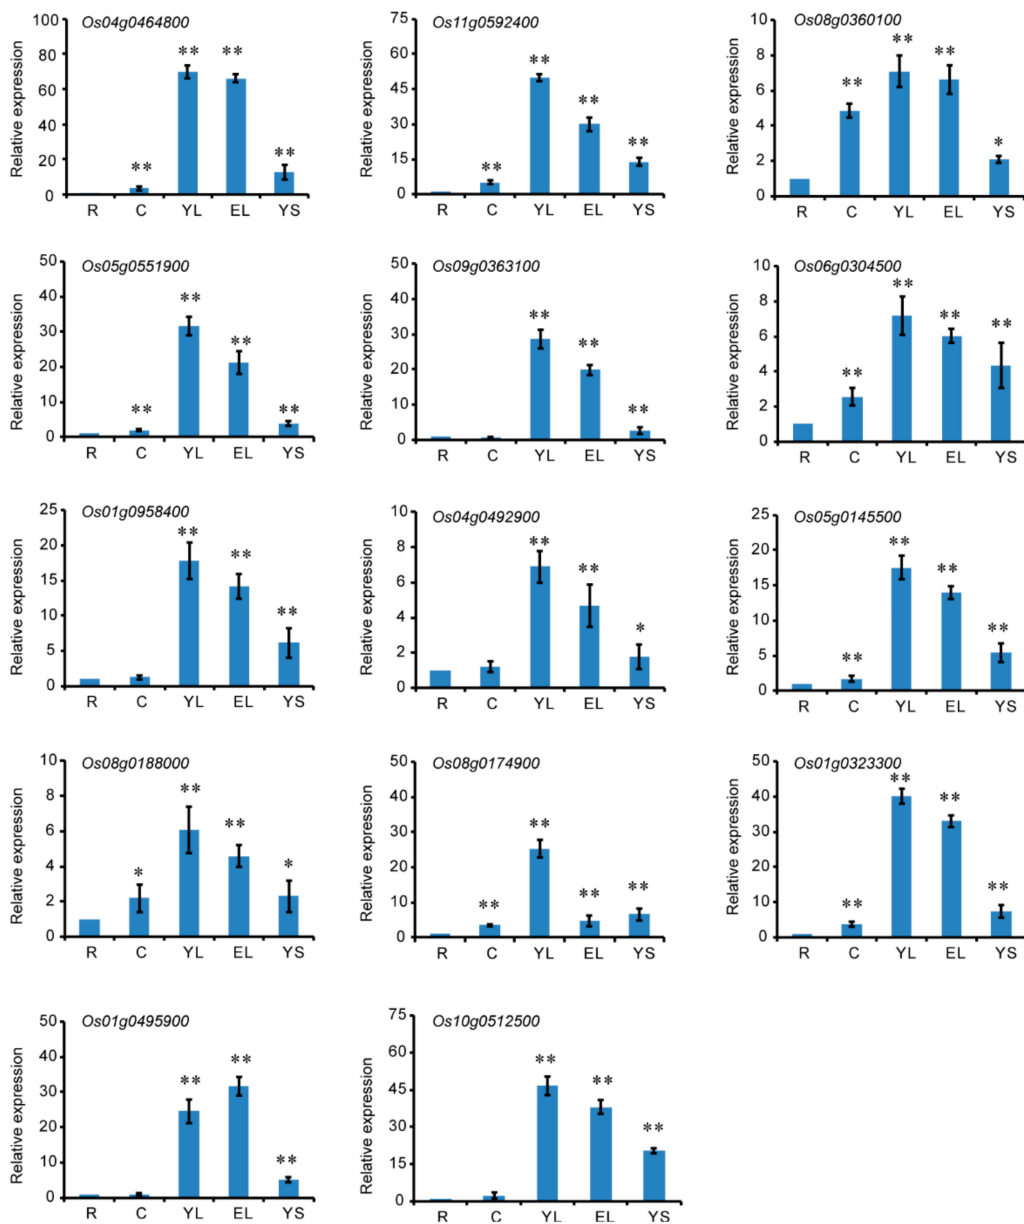 Os04g0464800
Relative expression
100
80
60
40
20
0
** ** ** **
R C YL EL YS
Os11g0592400
Relative expression
75
60
45
30
15
0
** ** ** **
R C YL EL YS
Os08g0360100
Relative expression
10
8
6
4
2
0
** ** ** *
R C YL EL YS
Os05g0551900
Relative expression
50
40
30
20
10
0
** ** ** **
R C YL EL YS
Os09g0363100
Relative expression
50
40
30
20
10
0
** ** **
R C YL EL YS
Os06g0304500
Relative expression
10
8
6
4
2
0
** ** ** **
R C YL EL YS
Os01g0958400
Relative expression
25
20
15
10
5
0
** ** **
R C YL EL YS
Os04g0492900
Relative expression
10
8
6
4
2
0
** ** *
R C YL EL YS
Os05g0145500
Relative expression
25
20
15
10
5
0
** ** ** **
R C YL EL YS
Os08g0188000
Relative expression
10
8
6
4
2
0
* ** ** *
R C YL EL YS
Os08g0174900
Relative expression
50
40
30
20
10
0
** ** ** **
R C YL EL YS
Os01g0323300
Relative expression
50
40
30
20
10
0
** ** ** **
R C YL EL YS
Os01g0495900
Relative expression
50
40
30
20
10
0
** ** **
R C YL EL YS
Os10g0512500
Relative expression
75
60
45
30
15
0
** ** **
R C YL EL YS